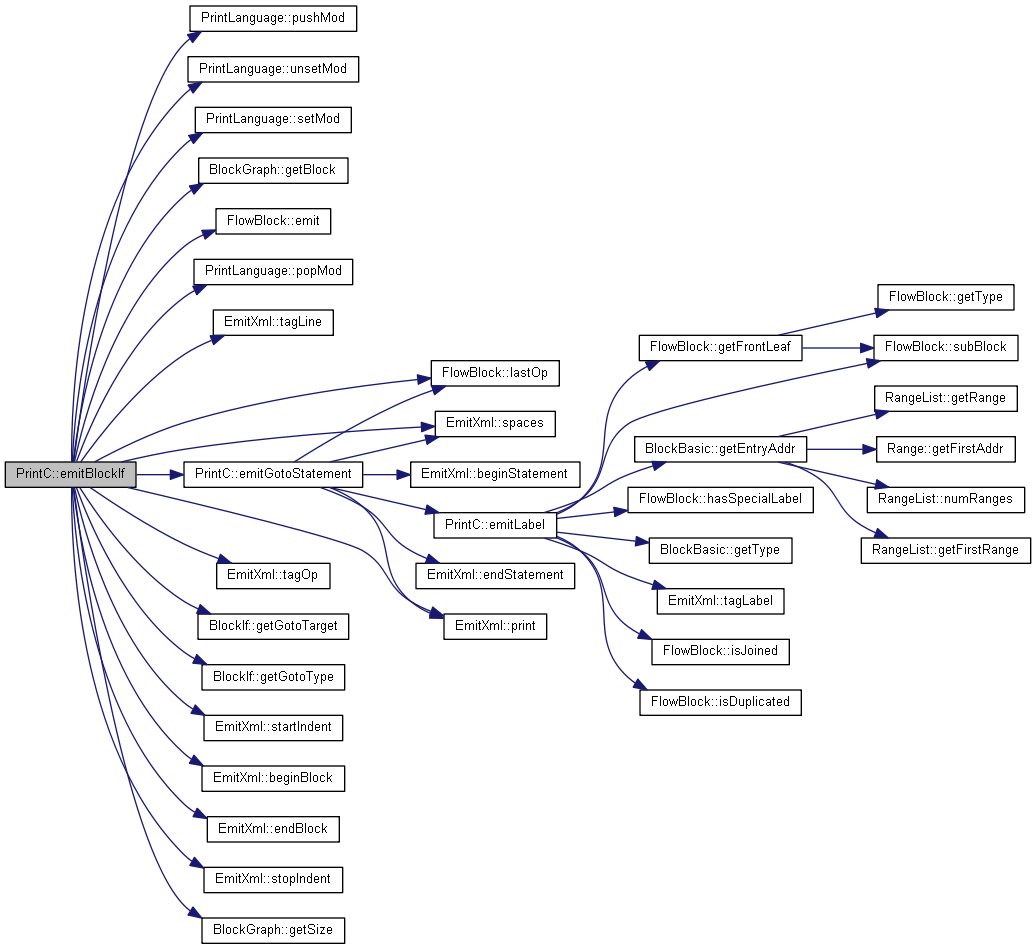 PrintLanguage::pushMod
PrintLanguage::unsetMod
PrintLanguage::setMod
BlockGraph::getBlock
FlowBlock::emit
PrintLanguage::popMod
EmitXml::tagLine
PrintC::emitBlockIf
PrintC::emitGotoStatement
EmitXml::tagOp
BlockIf::getGotoTarget
BlockIf::getGotoType
EmitXml::startIndent
EmitXml::beginBlock
EmitXml::endBlock
EmitXml::stopIndent
BlockGraph::getSize
FlowBlock::lastOp
EmitXml::spaces
EmitXml::beginStatement
PrintC::emitLabel
EmitXml::endStatement
EmitXml::print
FlowBlock::getFrontLeaf
BlockBasic::getEntryAddr
FlowBlock::hasSpecialLabel
BlockBasic::getType
EmitXml::tagLabel
FlowBlock::isJoined
FlowBlock::isDuplicated
FlowBlock::getType
FlowBlock::subBlock
RangeList::getRange
Range::getFirstAddr
RangeList::numRanges
RangeList::getFirstRange